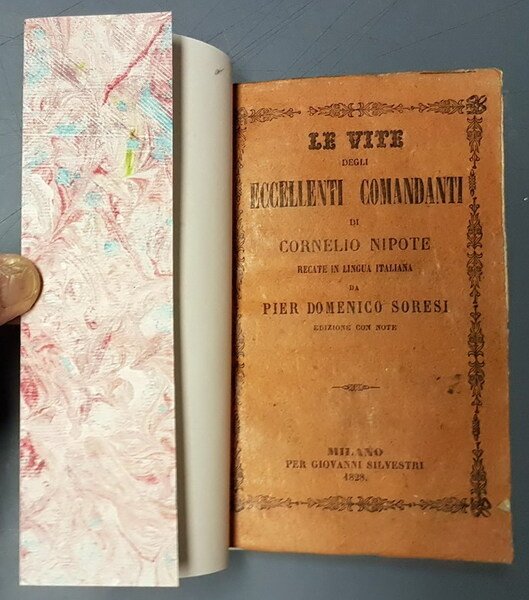 LE VITE
DEGLI
ECCELLENTI COMANDANTI
DI
CORNELIO NIPOTE
RECATE IN LINGUA ITALIANA
DA
PIER DOMENICO SORESI
EDIZIONE CON NOTE
MILANO
PER GIOVANNI SILVESTRI
1828.